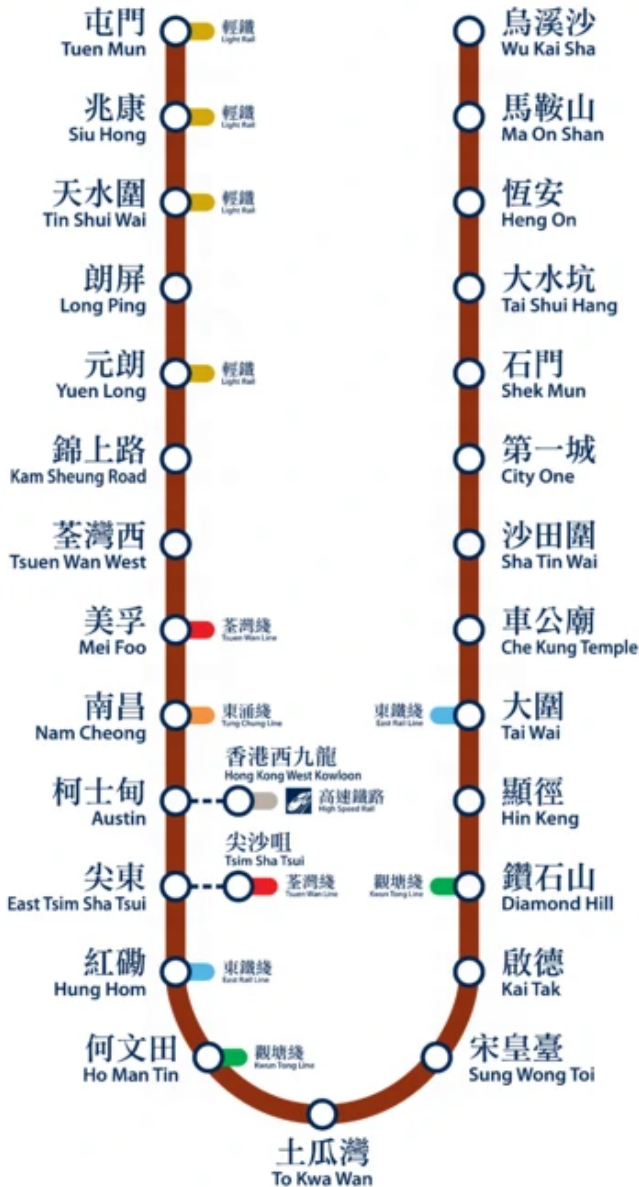 屯門
Tuen Mun
輕鐵
Light Rail
兆康
Siu Hong
輕鐵
Light Rail
天水圍
Tin Shui Wai
輕鐵
Light Rail
朗屏
Long Ping
元朗
Yuen Long
輕鐵
Light Rail
錦上路
Kam Sheung Road
荃灣西
Tsuen Wan West
美孚
Mei Foo
荃灣綫
Tsuen Wan Line
南昌
Nam Cheong
東涌綫
Tung Chung Line
柯士甸
Austin
香港西九龍
Hong Kong West Kowloon
高速鐵路
High Speed Rail
尖東
East Tsim Sha Tsui
尖沙咀
Tsim Sha Tsui
荃灣綫
Tsuen Wan Line
紅磡
Hung Hom
東鐵綫
East Rail Line
何文田
Ho Man Tin
觀塘綫
Kwun Tong Line
土瓜灣
To Kwa Wan
宋皇臺
Sung Wong Toi
啟德
Kai Tak
鑽石山
Diamond Hill
觀塘綫
Kwun Tong Line
顯徑
Hin Keng
大圍
Tai Wai
東鐵綫
East Rail Line
車公廟
Che Kung Temple
沙田圍
Sha Tin Wai
第一城
City One
石門
Shek Mun
大水坑
Tai Shui Hang
恆安
Heng On
馬鞍山
Ma On Shan
烏溪沙
Wu Kai Sha